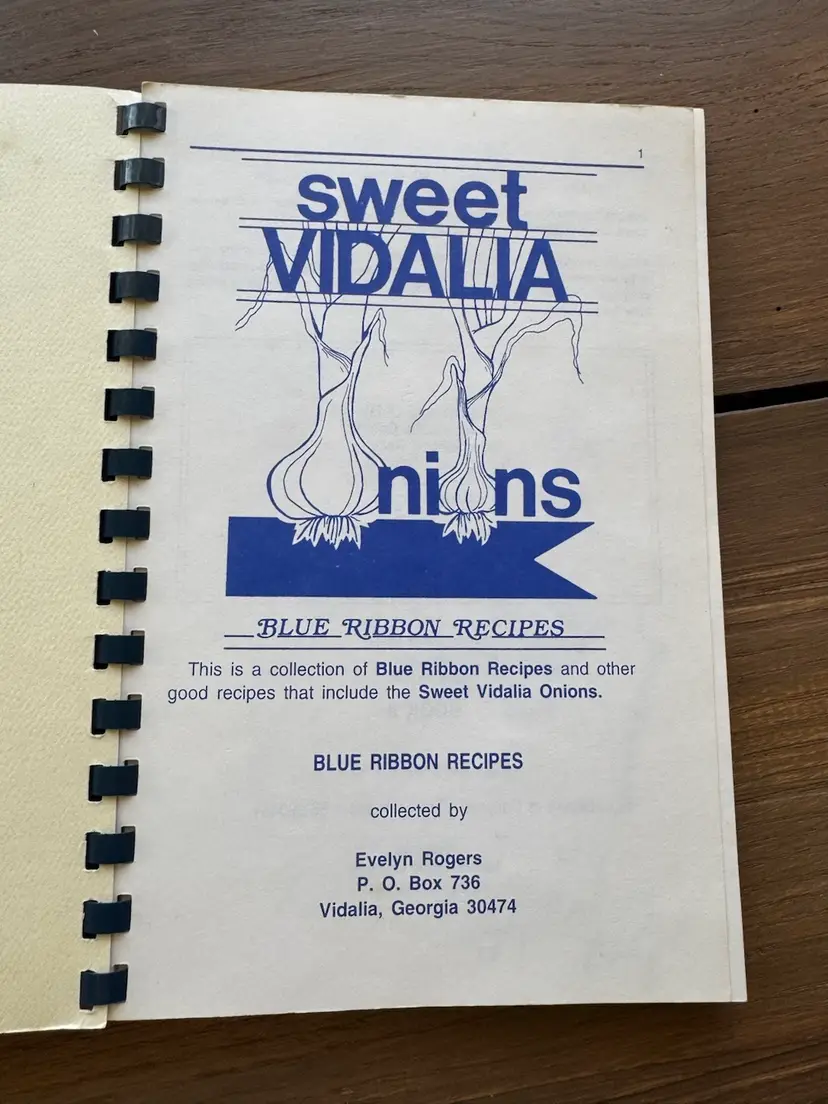 1
sweet
VIDALIA
Onions
BLUE RIBBON RECIPES
This is a collection of Blue Ribbon Recipes and other
good recipes that include the Sweet Vidalia Onions.
BLUE RIBBON RECIPES
collected by
Evelyn Rogers
P. O. Box 736
Vidalia, Georgia 30474